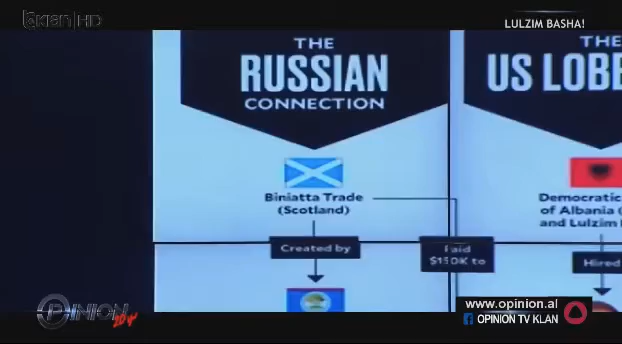 klan HD
LULZIM BASHA!
THE
RUSSIAN
CONNECTION
THE
US LOBB
Biniatta Trade
(Scotland)
Democratic
of Albania (
and Lulzim
Created by
Paid
$150K to
Hired
www.opinion.al
OPINION TV KLAN
OPINION